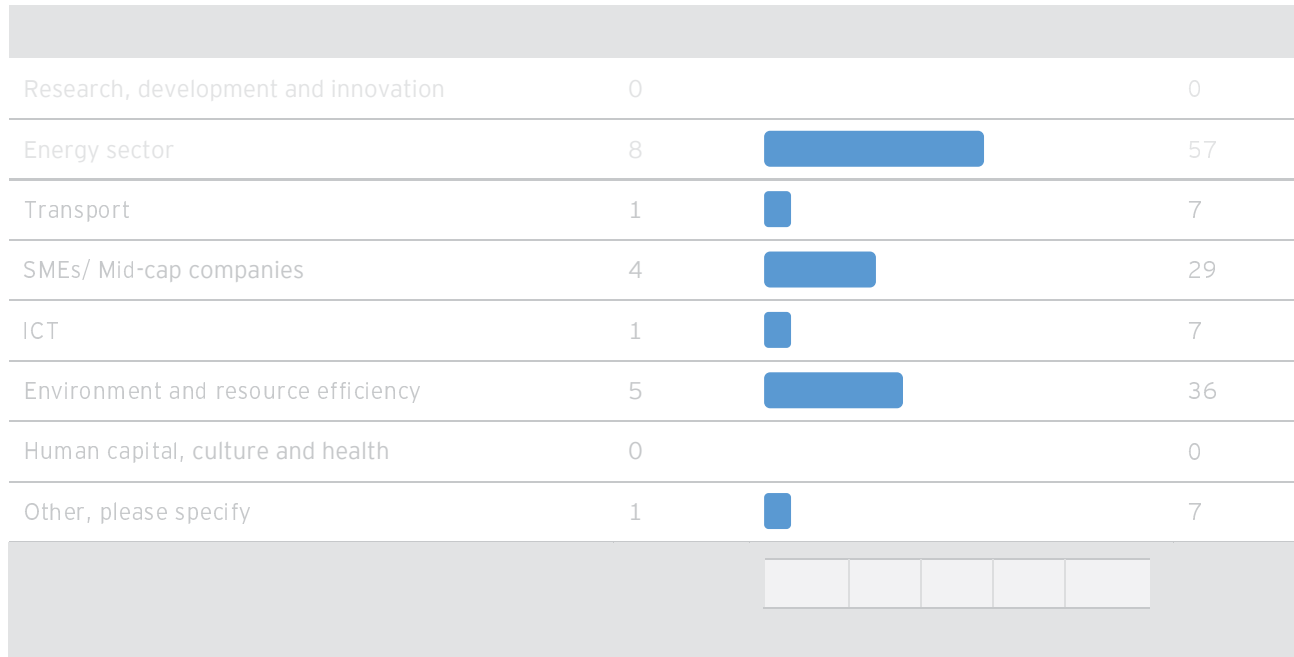 Research, development and innovation 0 0
Energy sector 8 57
Transport 1 7
SMEs/ Mid-cap companies 4 29
ICT 1 7
Environment and resource efficiency 5 36
Human capital, culture and health 0 0
Other, please specify 1 7